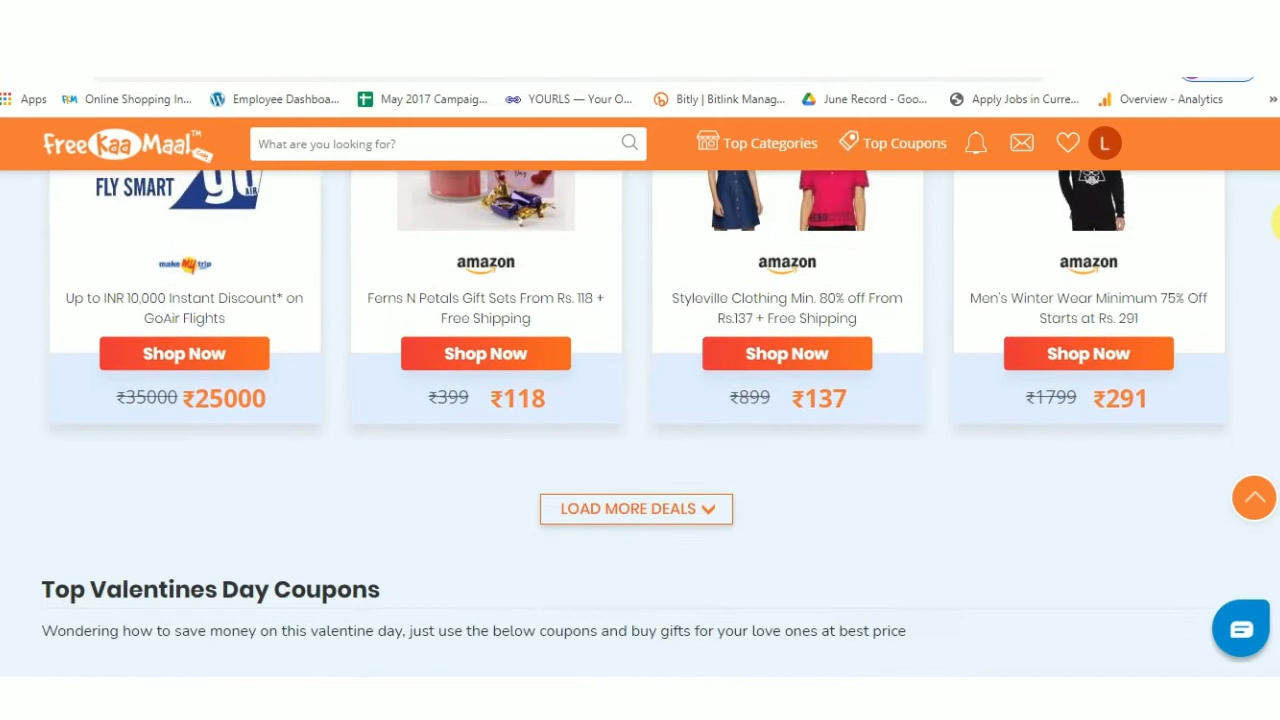 Apps Online Shopping In... Employee Dashboa... May 2017 Campaig... YOURLS — Your O... Bitly | Bitlink Manag... June Record - Goo... Apply Jobs in Curre... Overview - Analytics »
Free Kaa Maal™ .com What are you looking for? Top Categories Top Coupons L
FLY SMART go AIR
make my trip amazon amazon amazon
Up to INR 10,000 Instant Discount* on
GoAir Flights
Ferns N Petals Gift Sets From Rs. 118 +
Free Shipping
Styleville Clothing Min. 80% off From
Rs.137 + Free Shipping
Men's Winter Wear Minimum 75% Off
Starts at Rs. 291
Shop Now Shop Now Shop Now Shop Now
₹35000 ₹25000 ₹399 ₹118 ₹899 ₹137 ₹1799 ₹291
LOAD MORE DEALS
Top Valentines Day Coupons
Wondering how to save money on this valentine day, just use the below coupons and buy gifts for your love ones at best price